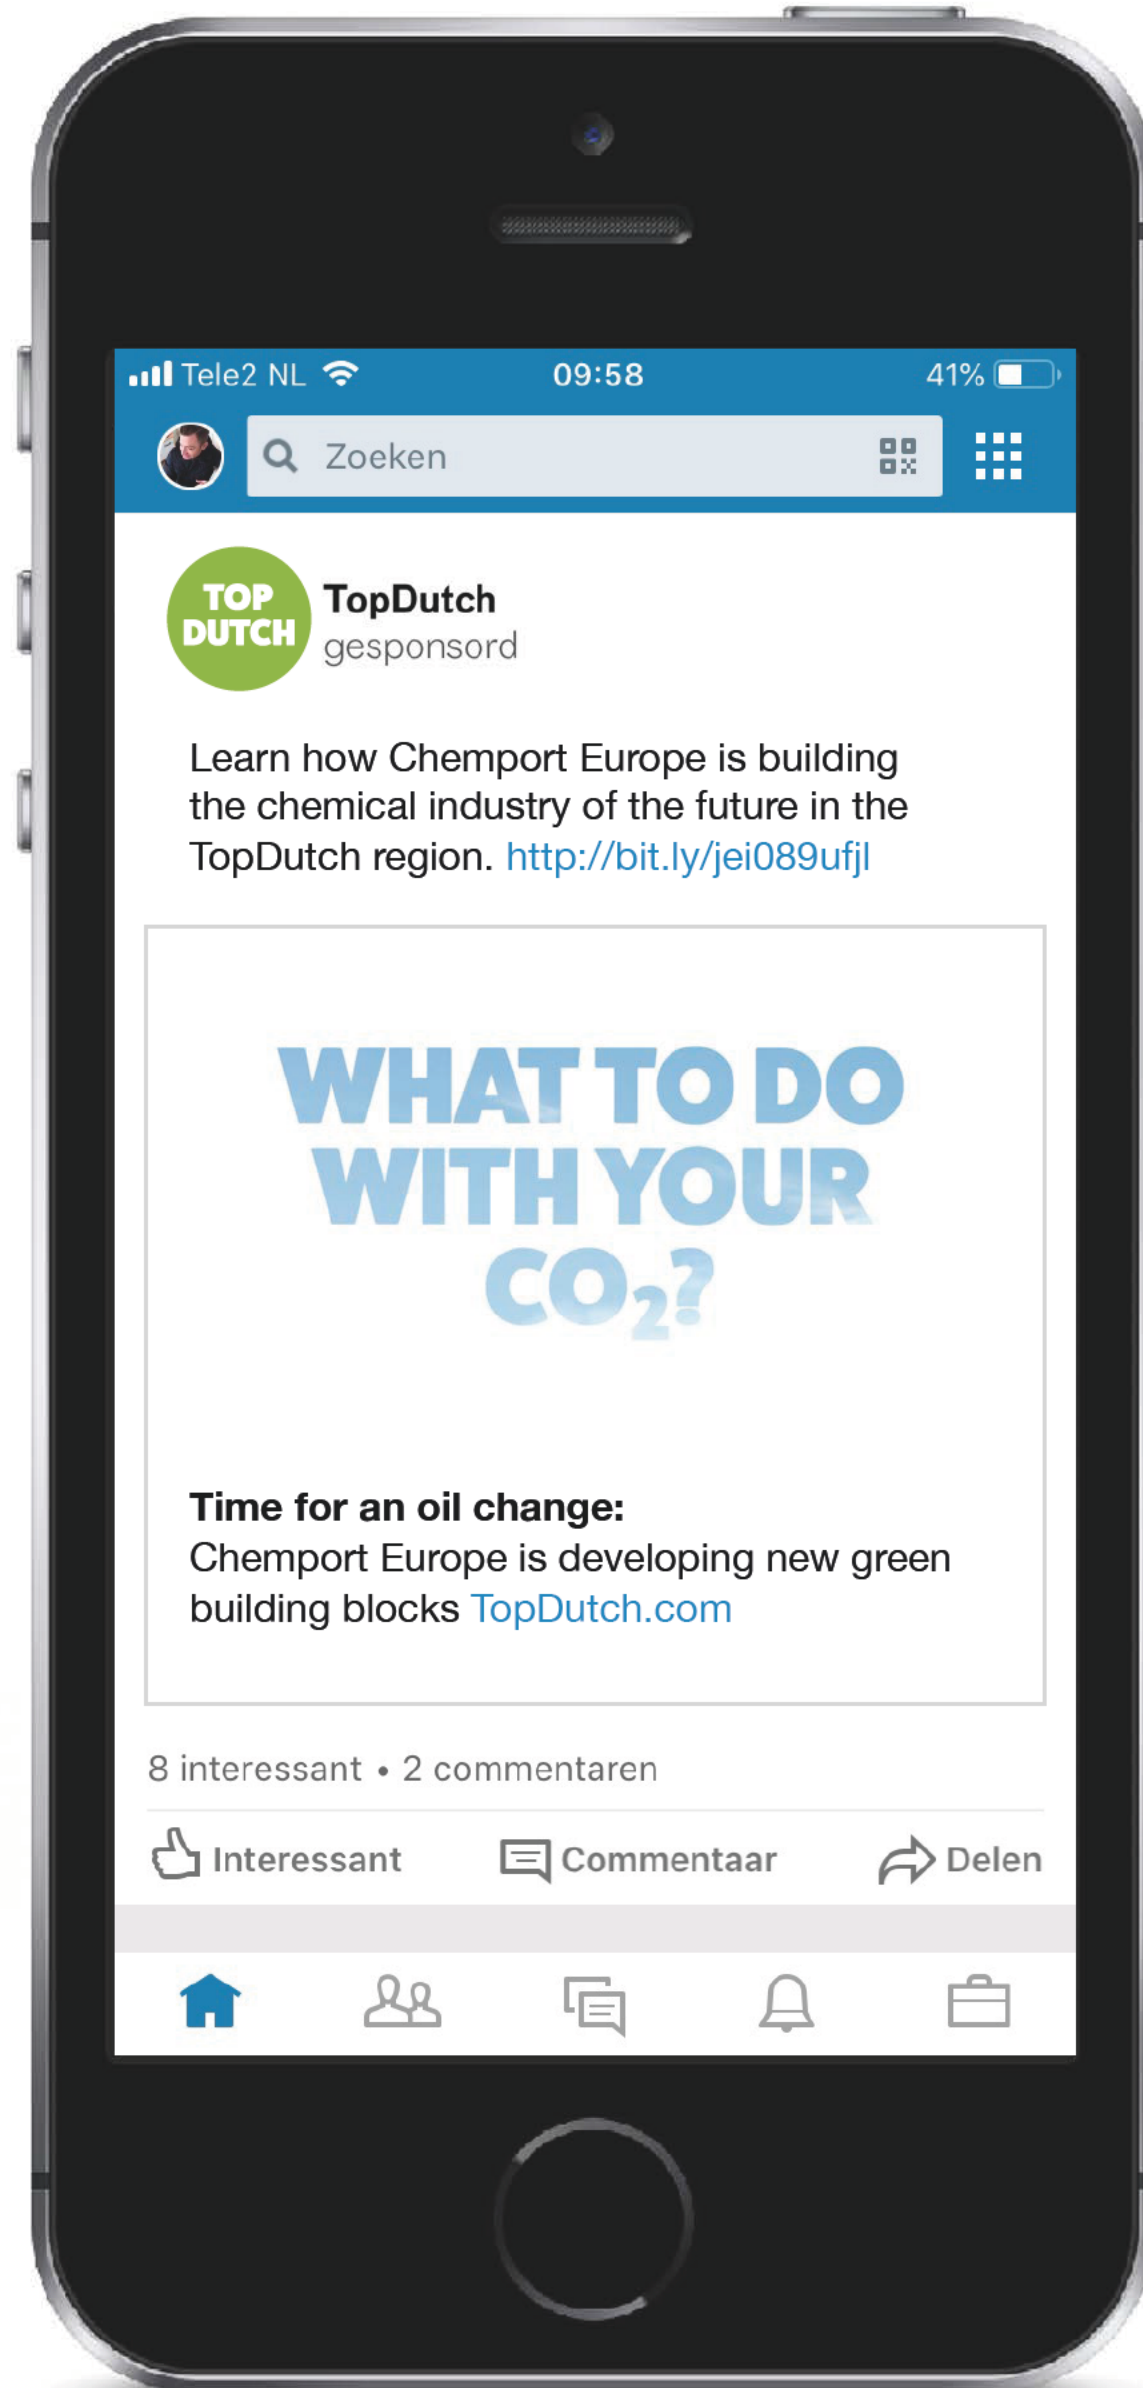 Tele2 NL 09:58 41%
Zoeken
TOP
DUTCH
TopDutch
gesponsord
Learn how Chemport Europe is building
the chemical industry of the future in the
TopDutch region. http://bit.ly/jei089ufjl
WHAT TO DO
WITH YOUR
CO₂?
Time for an oil change:
Chemport Europe is developing new green
building blocks TopDutch.com
8 interessant • 2 commentaren
Interessant Commentaar Delen